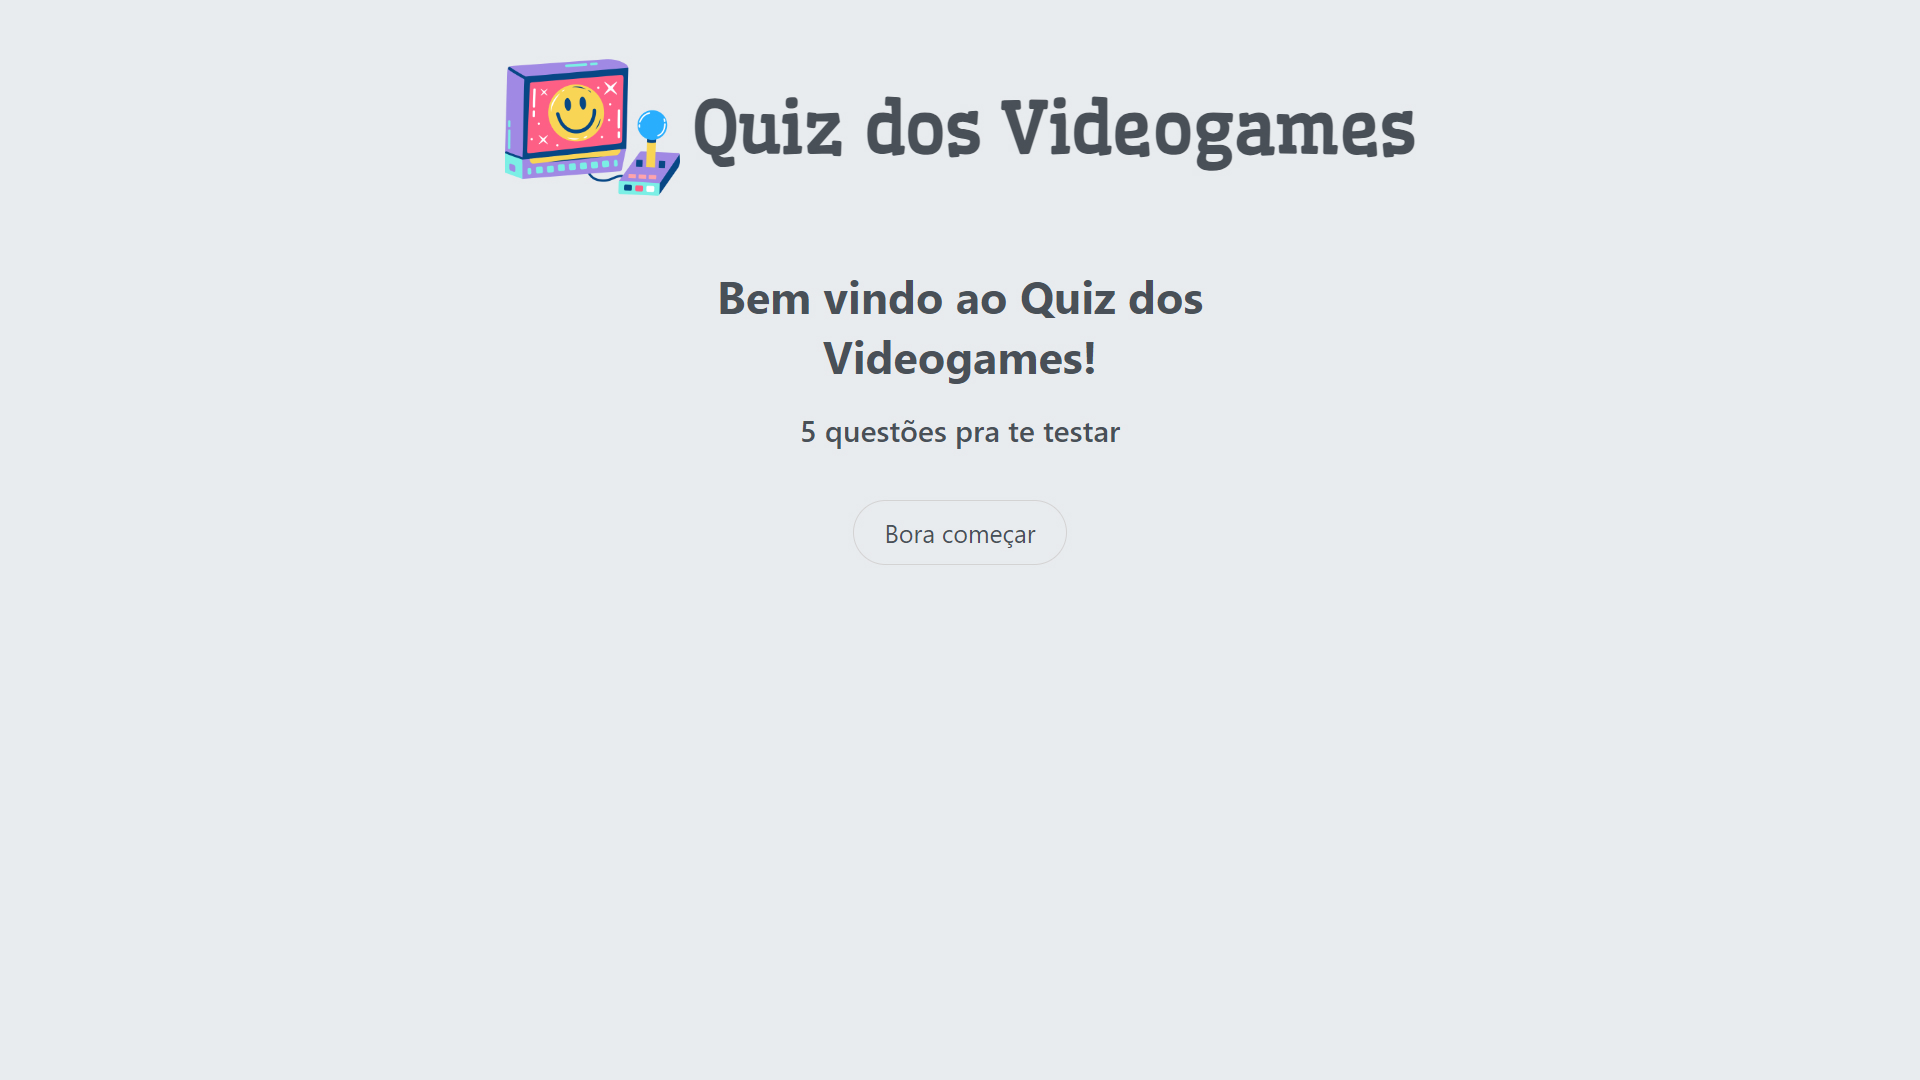 Quiz dos Videogames
Bem vindo ao Quiz dos
Videogames!
5 questões pra te testar
Bora começar